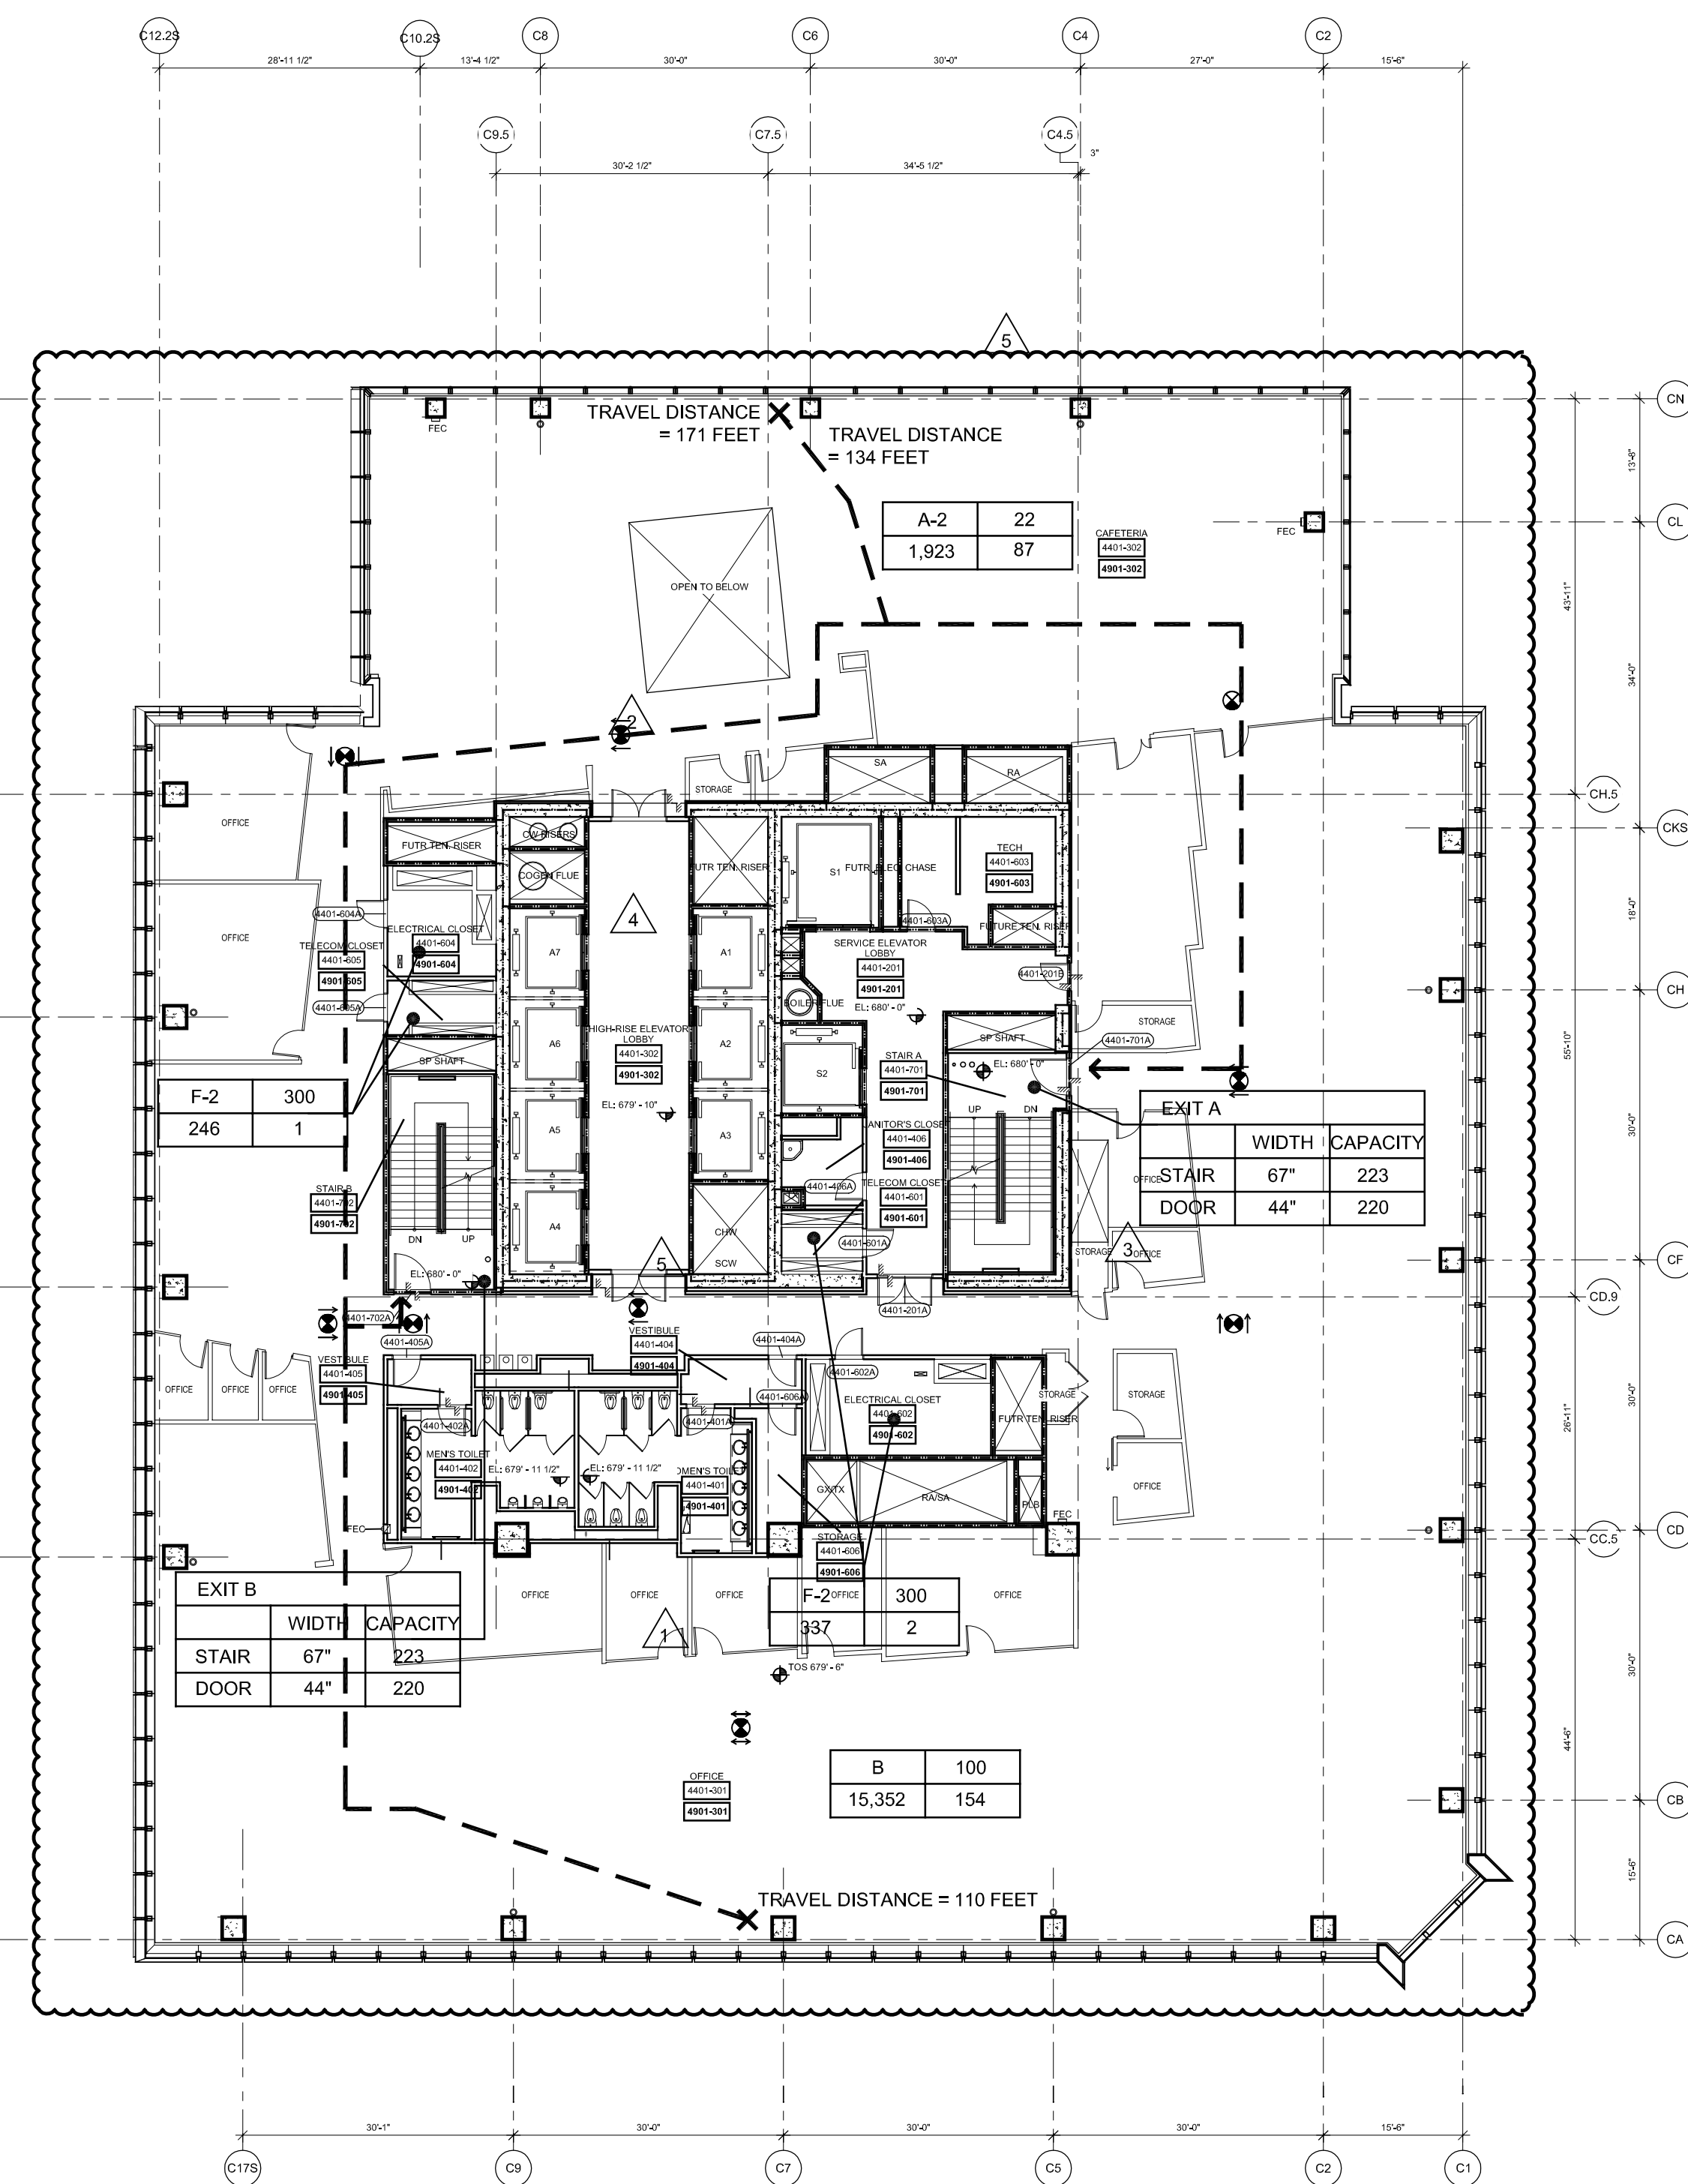 C12.2S
C10.2S
C8
C6
C4
C2
28'-11 1/2"
13'-4 1/2"
30'-0"
30'-0"
27'-0"
15'-6"
C9.5
C7.5
C4.5
30'-2 1/2"
34'-5 1/2"
3"
5
CN
TRAVEL DISTANCE
= 171 FEET
TRAVEL DISTANCE
= 134 FEET
FEC
13'-8"
A-2
22
1,923
87
CAFETERIA
4401-302
4901-302
FEC
CL
OPEN TO BELOW
43'-11"
34'-0"
2
STORAGE
SA
RA
CH.5
CKS
OFFICE
FUTR TEN. RISER
CW RISERS
COGEN FLUE
FUTR TEN. RISER
S1
FUTR ELEC CHASE
TECH
4401-603
4901-603
4401-603A
FUTURE TEN. RISER
18'-0"
4
4401-604A
ELECTRICAL CLOSET
4401-604
4901-604
OFFICE
TELECOM CLOSET
4401-605
4901-605
4401-605A
A7
A1
SERVICE ELEVATOR
LOBBY
4401-201
4901-201
EL: 680'-0"
4401-201B
BOILER FLUE
CH
STORAGE
SP SHAFT
HIGH-RISE ELEVATOR
LOBBY
4401-302
4901-302
EL: 679' - 10"
A6
A2
S2
STAIR A
4401-701
4901-701
SP SHAFT
EL: 680' -0"
4401-701A
55'-10"
UP
DN
F-2
300
246
1
A5
A3
JANITOR'S CLOSET
4401-406
4901-406
4401-406A
EXIT A
WIDTH
CAPACITY
STAIR
67"
223
DOOR
44"
220
OFFICE
30'-0"
STAIR B
4401-702
4901-702
DN
UP
A4
TELECOM CLOSET
4401-601
4901-601
4401-601A
CHW
SCW
5
STORAGE
3
OFFICE
CF
EL: 680' - 0"
4401-702A
4401-201A
CD.9
4401-405A
VESTIBULE
4401-405
4901-405
VESTIBULE
4401-404
4901-404
4401-404A
4401-602A
4401-606A
OFFICE
OFFICE
OFFICE
ELECTRICAL CLOSET
4401-602
4901-602
FUTR TEN. RISER
STORAGE
STORAGE
30'-0"
26'-11"
4401-402A
4401-401A
MEN'S TOILET
4401-402
4901-402
EL: 679' - 11 1/2"
EL: 679' - 11 1/2"
WOMEN'S TOILET
4401-401
4901-401
GX/TX
RA/SA
PLB
OFFICE
FEC
FEC
CD
CC.5
STORAGE
4401-606
4901-606
EXIT B
WIDTH
CAPACITY
STAIR
67"
223
DOOR
44"
220
OFFICE
OFFICE
OFFICE
OFFICE
OFFICE
F-2
300
337
2
1
TOS 679'-6"
30'-0"
44'-6"
OFFICE
4401-301
4901-301
B
100
15,352
154
CB
TRAVEL DISTANCE = 110 FEET
15'-6"
CA
30'-1"
30'-0"
30'-0"
30'-0"
15'-6"
C17S
C9
C7
C5
C2
C1